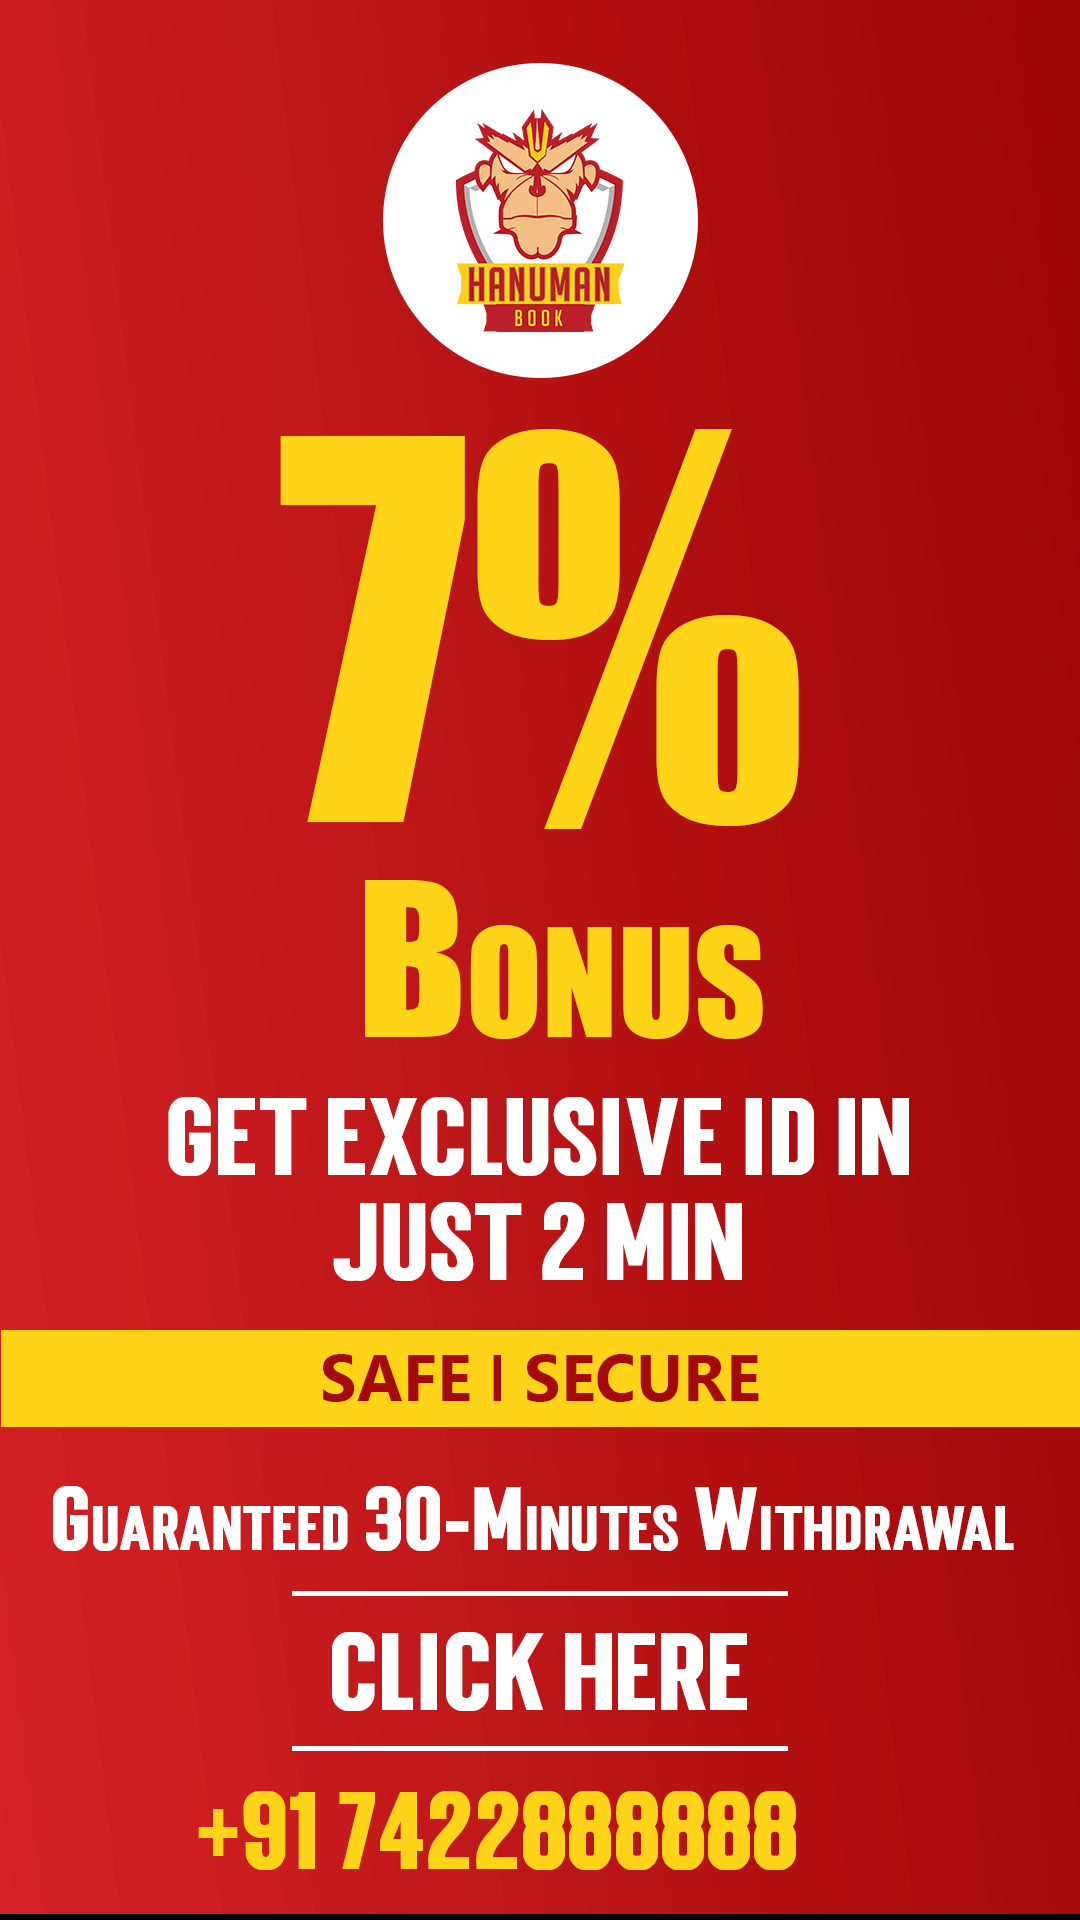 HANUMAN
BOOK
7%
BONUS
GET EXCLUSIVE ID IN
JUST 2 MIN
SAFE | SECURE
GUARANTEED 30-MINUTES WITHDRAWAL
CLICK HERE
+91 7422888888